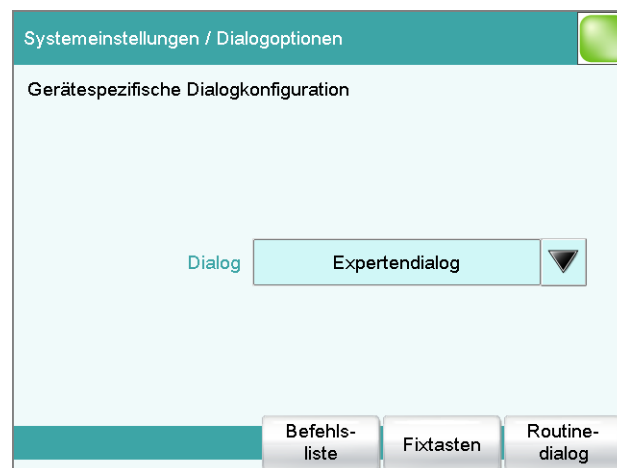 Systemeinstellungen / Dialogoptionen
Gerätespezifische Dialogkonfiguration
Dialog Expertendialog
Befehls-
liste
Fixtasten
Routine-
dialog